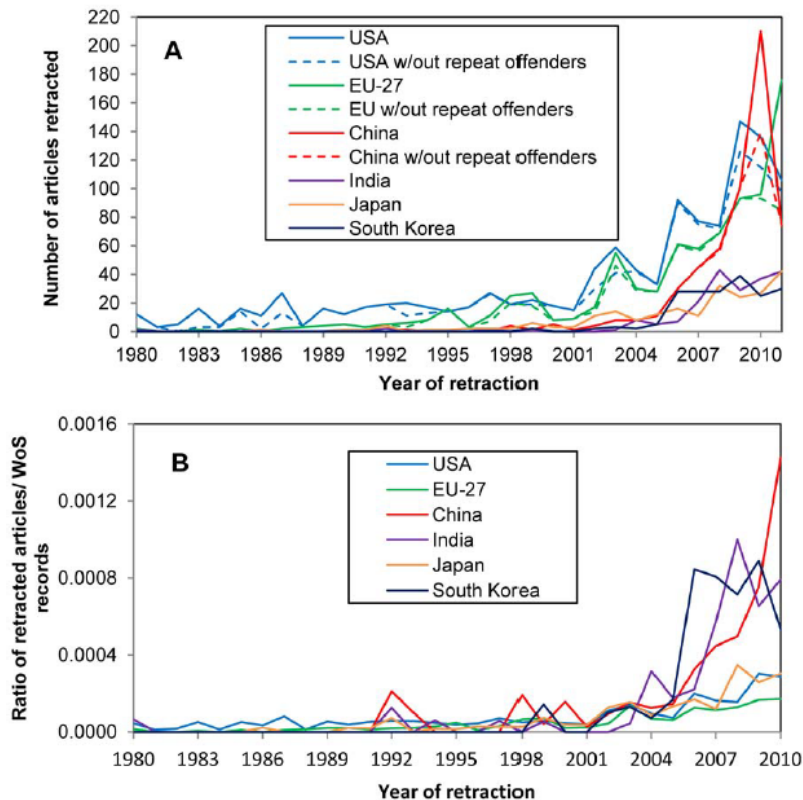 Number of articles retracted
220
200
180
160
140
120
100
80
60
40
20
0
A
USA
USA w/out repeat offenders
EU-27
EU w/out repeat offenders
China
China w/out repeat offenders
India
Japan
South Korea
1980 1983 1986 1989 1992 1995 1998 2001 2004 2007 2010
Year of retraction
Ratio of retracted articles/ WoS
records
0.0016
0.0012
0.0008
0.0004
0.0000
B
USA
EU-27
China
India
Japan
South Korea
1980 1983 1986 1989 1992 1995 1998 2001 2004 2007 2010
Year of retraction